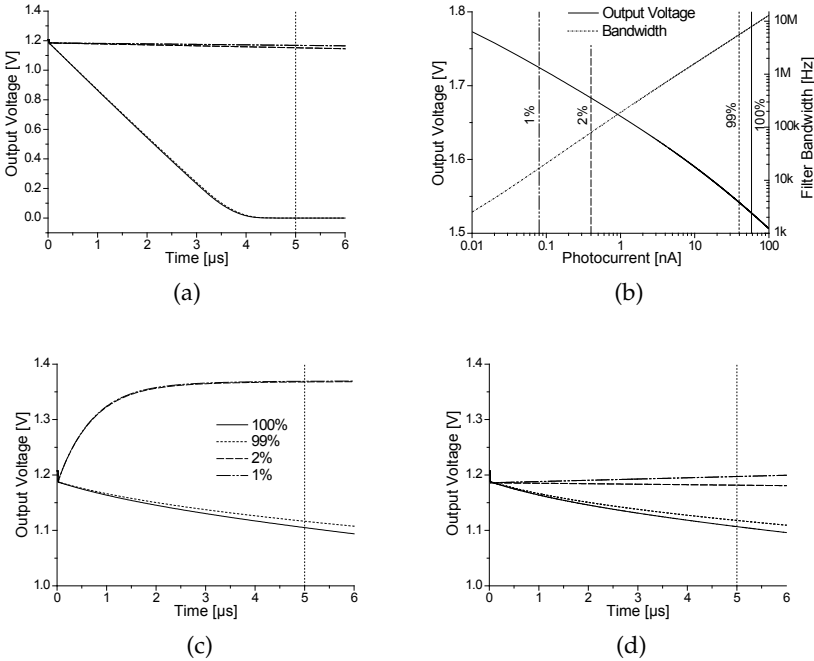 1.4
1.2
1.0
0.8
0.6
0.4
0.2
0.0
Output Voltage [V]
0 1 2 3 4 5 6
Time [µs]
(a)
1.8
1.7
1.6
1.5
Output Voltage [V]
Output Voltage
Bandwidth
1%
2%
99%
100%
10M
1M
100k
10k
1k
Filter Bandwidth [Hz]
0.01 0.1 1 10 100
Photocurrent [nA]
(b)
1.4
1.3
1.2
1.1
1.0
Output Voltage [V]
100%
99%
2%
1%
0 1 2 3 4 5 6
Time [µs]
(c)
1.4
1.3
1.2
1.1
1.0
Output Voltage [V]
0 1 2 3 4 5 6
Time [µs]
(d)